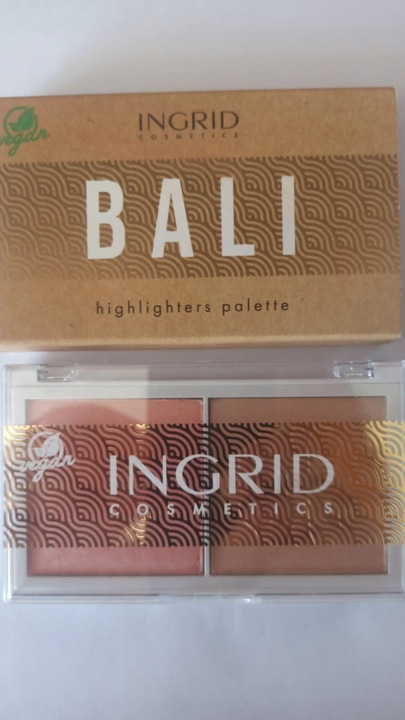 vegan
INGRID
COSMETICS
BALI
highlighters palette
vegan
INGRID
COSMETICS